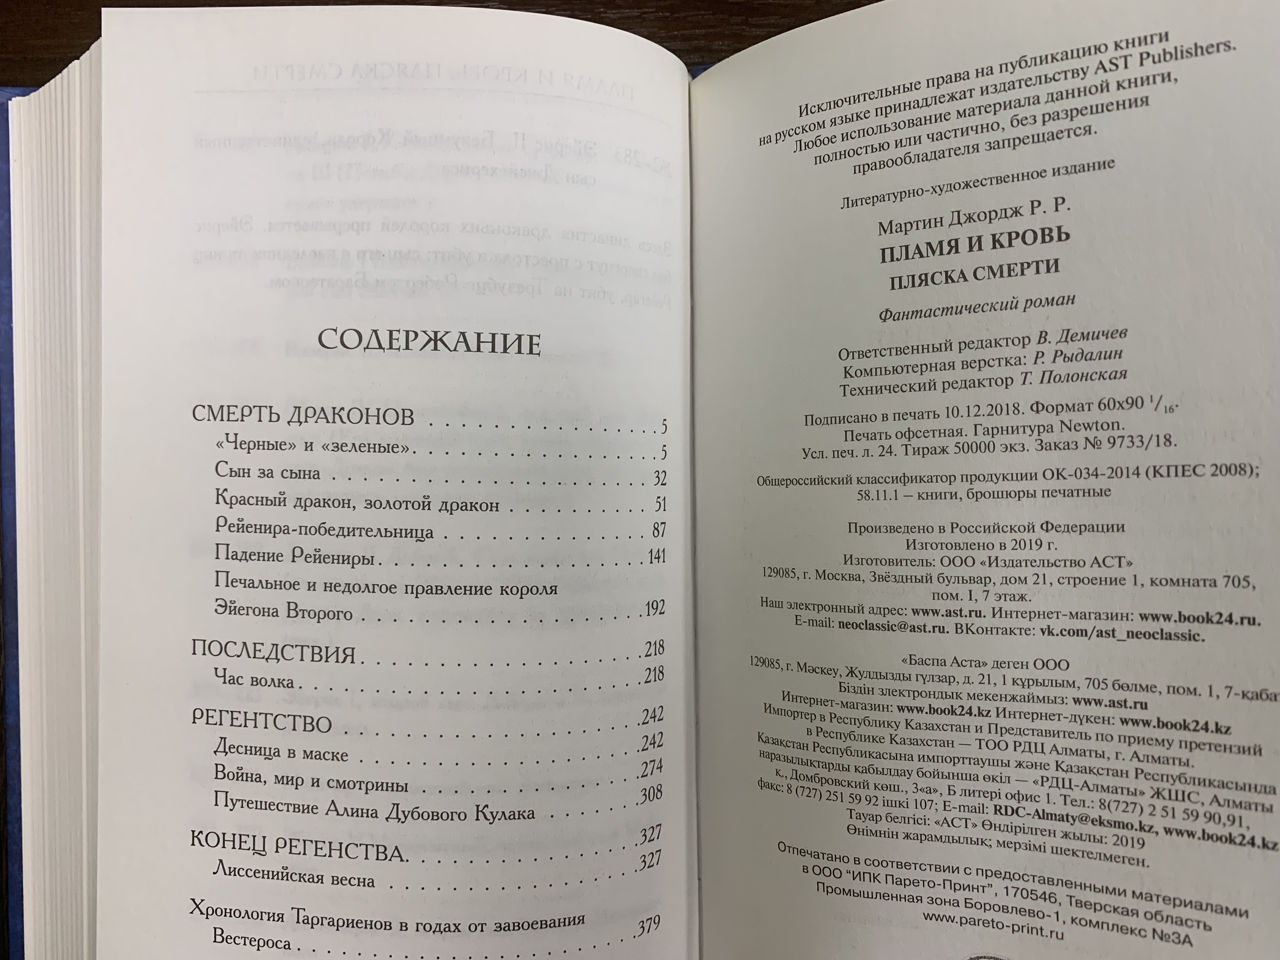 СОДЕРЖАНИЕ
СМЕРТЬ ДРАКОНОВ . . . . . . . . . . . . . . . 5
«Черные» и «зеленые». . . . . . . . . . . . . . . . 5
Сын за сына . . . . . . . . . . . . . . . . . . . . 32
Красный дракон, золотой дракон . . . . . . . . . . 51
Рейенира-победительница . . . . . . . . . . . . . . 87
Падение Рейениры. . . . . . . . . . . . . . . . . . 141
Печальное и недолгое правление короля
Эйегона Второго . . . . . . . . . . . . . . . . . . 192
ПОСЛЕДСТВИЯ. . . . . . . . . . . . . . . . . . . . 218
Час волка. . . . . . . . . . . . . . . . . . . . . 218
РЕГЕНТСТВО . . . . . . . . . . . . . . . . . . . . 242
Десница в маске . . . . . . . . . . . . . . . . . . 242
Война, мир и смотрины . . . . . . . . . . . . . . . 274
Путешествие Алина Дубового Кулака . . . . . . . . 308
КОНЕЦ РЕГЕНСТВА. . . . . . . . . . . . . . . . . . 327
Лиссенийская весна . . . . . . . . . . . . . . . . 327
Хронология Таргариенов в годах от завоевания
Вестероса . . . . . . . . . . . . . . . . . . . . . 379
Исключительные права на публикацию книги
на русском языке принадлежат издательству AST Publishers.
Любое использование материала данной книги,
полностью или частично, без разрешения
правообладателя запрещается.
Литературно-художественное издание
Мартин Джордж Р. Р.
ПЛАМЯ И КРОВЬ
ПЛЯСКА СМЕРТИ
Фантастический роман
Ответственный редактор В. Демичев
Компьютерная верстка: Р. Рыдалин
Технический редактор Т. Полонская
Подписано в печать 10.12.2018. Формат 60x90 1/16.
Печать офсетная. Гарнитура Newton.
Усл. печ. л. 24. Тираж 50000 экз. Заказ № 9733/18.
Общероссийский классификатор продукции ОК-034-2014 (КПЕС 2008);
58.11.1 – книги, брошюры печатные
Произведено в Российской Федерации
Изготовлено в 2019 г.
Изготовитель: ООО «Издательство АСТ»
129085, г. Москва, Звёздный бульвар, дом 21, строение 1, комната 705,
пом. 1, 7 этаж.
Наш электронный адрес: www.ast.ru. Интернет-магазин: www.book24.ru.
E-mail: neoclassic@ast.ru. ВКонтакте: vk.com/ast_neoclassic.
«Баспа Аста» деген ООО
129085, г. Мәскеу, Жулдызды гүлзар, д. 21, 1 құрылым, 705 бөлме, пом. 1, 7-қабат
Біздін злектрондык мекенжаймыз: www.ast.ru
Интернет-магазин: www.book24.kz Интернет-дүкен: www.book24.kz
Импортер в Республику Казахстан и Представитель по приему претензий
в Республике Казахстан — ТОО РДЦ Алматы, г. Алматы.
Қазақстан Республикасына импорттаушы және Қазақстан Республикасында
наразылықтарды қабылдау бойынша өкіл — «РДЦ-Алматы» ЖШС, Алматы
к., Домбровский көш., 3«а», Б литері офис 1. Тел.: 8(727) 2 51 59 90,91,
факс: 8 (727) 251 59 92 ішкі 107; E-mail: RDC-Almaty@eksmo.kz, www.book24.kz
Тауар белгісі: «АСТ» Өндірілген жылы: 2019
Өнімнін жарамдылық; мерзімі шектелмеген.
Отпечатано в соответствии с предоставленными материалами
в ООО "ИПК Парето-Принт", 170546, Тверская область
Промышленная зона Боровлево-1, комплекс №3А
www.pareto-print.ru